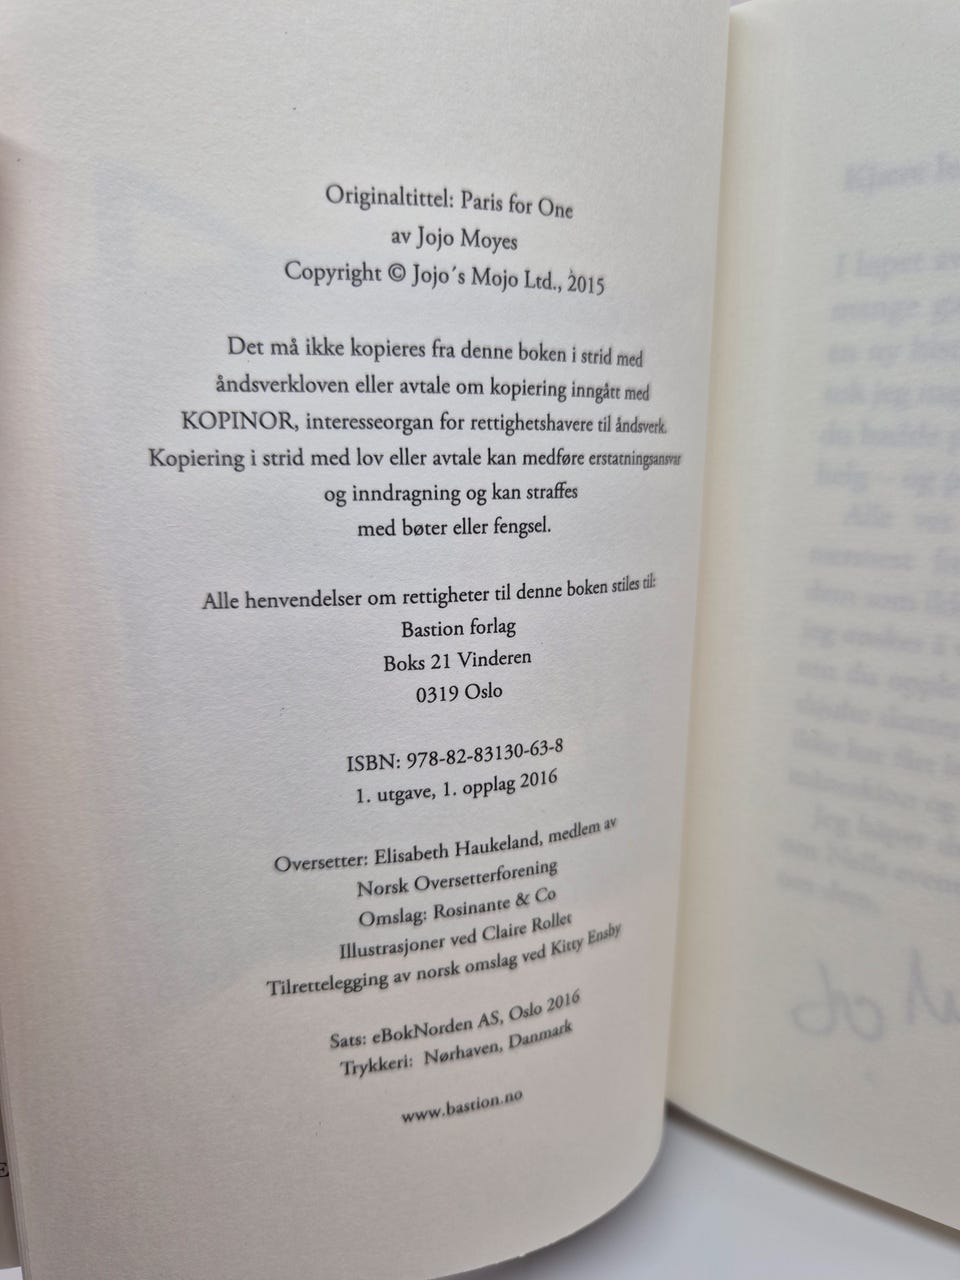 Originaltittel: Paris for One
av Jojo Moyes
Copyright © Jojo´s Mojo Ltd., 2015
Det må ikke kopieres fra denne boken i strid med
åndsverkloven eller avtale om kopiering inngått med
KOPINOR, interesseorgan for rettighetshavere til åndsverk.
Kopiering i strid med lov eller avtale kan medføre erstatningsansvar
og inndragning og kan straffes
med bøter eller fengsel.
Alle henvendelser om rettigheter til denne boken stiles til:
Bastion forlag
Boks 21 Vinderen
0319 Oslo
ISBN: 978-82-83130-63-8
1. utgave, 1. opplag 2016
Oversetter: Elisabeth Haukeland, medlem av
Norsk Oversetterforening
Omslag: Rosinante & Co
Illustrasjoner ved Claire Rollet
Tilrettelegging av norsk omslag ved Kitty Ensby
Sats: eBokNorden AS, Oslo 2016
Trykkeri: Nørhaven, Danmark
www.bastion.no